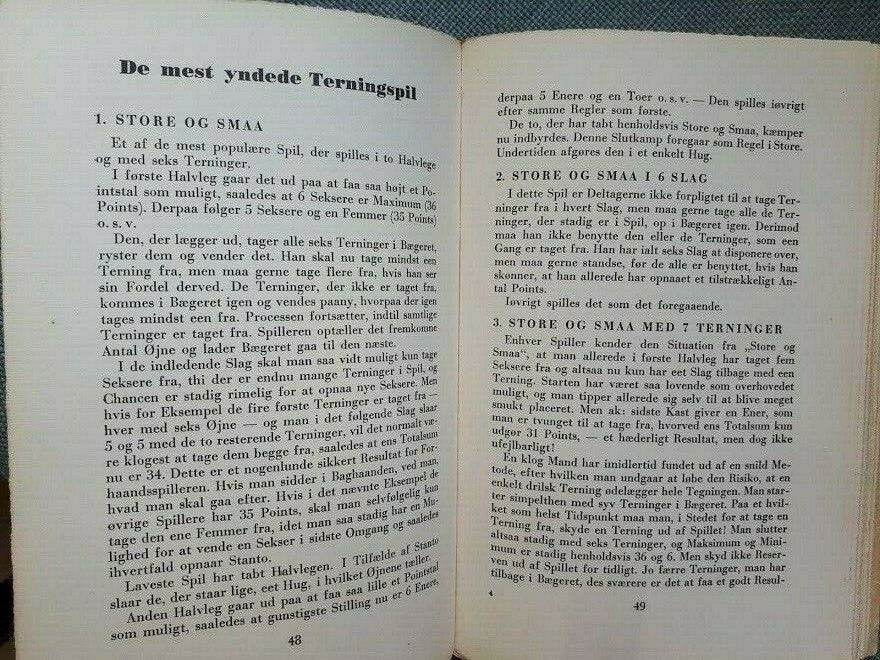 De mest yndede Terningspil
1. STORE OG SMAA
Et af de mest populære Spil, der spilles i to Halvlege
og med seks Terninger.
I første Halvleg gaar det ud paa at faa saa højt et Po-
intstal som muligt, saaledes at 6 Seksere er Maximum (36
Points). Derpaa følger 5 Seksere og en Femmer (35 Points)
o. s. v.
Den, der lægger ud, tager alle seks Terninger i Bægeret,
ryster dem og vender det. Han skal nu tage mindst een
Terning fra, men maa gerne tage flere fra, hvis han ser
sin Fordel derved. De Terninger, der ikke er taget fra,
kommes i Bægeret igen og vendes paany, hvorpaa der igen
tages mindst een fra. Processen fortsætter, indtil samtlige
Terninger er taget fra. Spilleren optæller det fremkomne
Antal Øjne og lader Bægeret gaa til den næste.
I de indledende Slag skal man saa vidt muligt kun tage
Seksere fra, thi der er endnu mange Terninger i Spil, og
Chancen er stadig rimelig for at opnaa nye Seksere. Men
hvis for Eksempel de fire første Terninger er taget fra —
hver med seks Øjne — og man i det følgende Slag slaar
5 og 5 med de to resterende Terninger, vil det normalt væ-
re klogest at tage dem begge fra, saaledes at ens Totalsum
nu er 34. Dette er et nogenlunde sikkert Resultat for For-
haandsspilleren. Hvis man sidder i Baghaanden, ved man,
hvad man skal gaa efter. Hvis i det nævnte Eksempel de
øvrige Spillere har 35 Points, skal man selvfølgelig kun
tage den ene Femmer fra, idet man saa stadig har en Mu-
lighed for at vende en Sekser i sidste Omgang og saaledes
ihvertfald opnaar Stanto.
Laveste Spil har tabt Halvlegen. I Tilfælde af Stanto
slaar de, der staar lige, eet Hug, i hvilket Øjnene tæller.
Anden Halvleg gaar ud paa at faa saa lille et Pointstal
som muligt, saaledes at gunstigste Stilling nu er 6 Enere,
48
derpaa 5 Enere og en Toer o. s. v. — Den spilles iøvrigt
efter samme Regler som første.
De to, der har tabt henholdsvis Store og Smaa, kæmper
nu indbyrdes. Denne Slutkamp foregaar som Regel i Store.
Undertiden afgøres den i et enkelt Hug.
2. STORE OG SMAA I 6 SLAG
I dette Spil er Deltagerne ikke forpligtet til at tage Ter-
ninger fra i hvert Slag, men maa gerne tage alle de Ter-
ninger, der stadig er i Spil, op i Bægeret igen. Derimod
maa han ikke benytte den eller de Terninger, som een
Gang er taget fra. Han har ialt seks Slag at disponere over,
men maa gerne standse, før de alle er benyttet, hvis han
skønner, at han allerede har opnaaet et tilstrækkeligt An-
tal Points.
Iøvrigt spilles det som det foregaaende.
3. STORE OG SMAA MED 7 TERNINGER
Enhver Spiller kender den Situation fra „Store og
Smaa“, at man allerede i første Halvleg har taget fem
Seksere fra og altsaa nu kun har eet Slag tilbage med een
Terning. Starten har været saa lovende som overhovedet
muligt, og man tipper allerede sig selv til at blive meget
smukt placeret. Men ak: sidste Kast giver en Ener, som
man er tvunget til at tage fra, hvorved ens Totalsum kun
udgør 31 Points, — et hæderligt Resultat, men dog ikke
ufejlbarligt!
En klog Mand har imidlertid fundet ud af en snild Me-
tode, efter hvilken man undgaar at løbe den Risiko, at en
enkelt drilsk Terning ødelægger hele Tegningen. Man star-
ter simpelthen med syv Terninger i Bægeret. Paa et hvil-
ket som helst Tidspunkt maa man, i Stedet for at tage en
Terning fra, skyde en Terning ud af Spillet! Man slutter
altsaa stadig med seks Terninger, og Maximum og Mini-
mum er stadig henholdsvis 36 og 6. Men skyd ikke Reser-
ven ud af Spillet for tidligt. Jo færre Terninger, man har
tilbage i Bægeret, des sværere er det at faa et godt Resul-
4
49